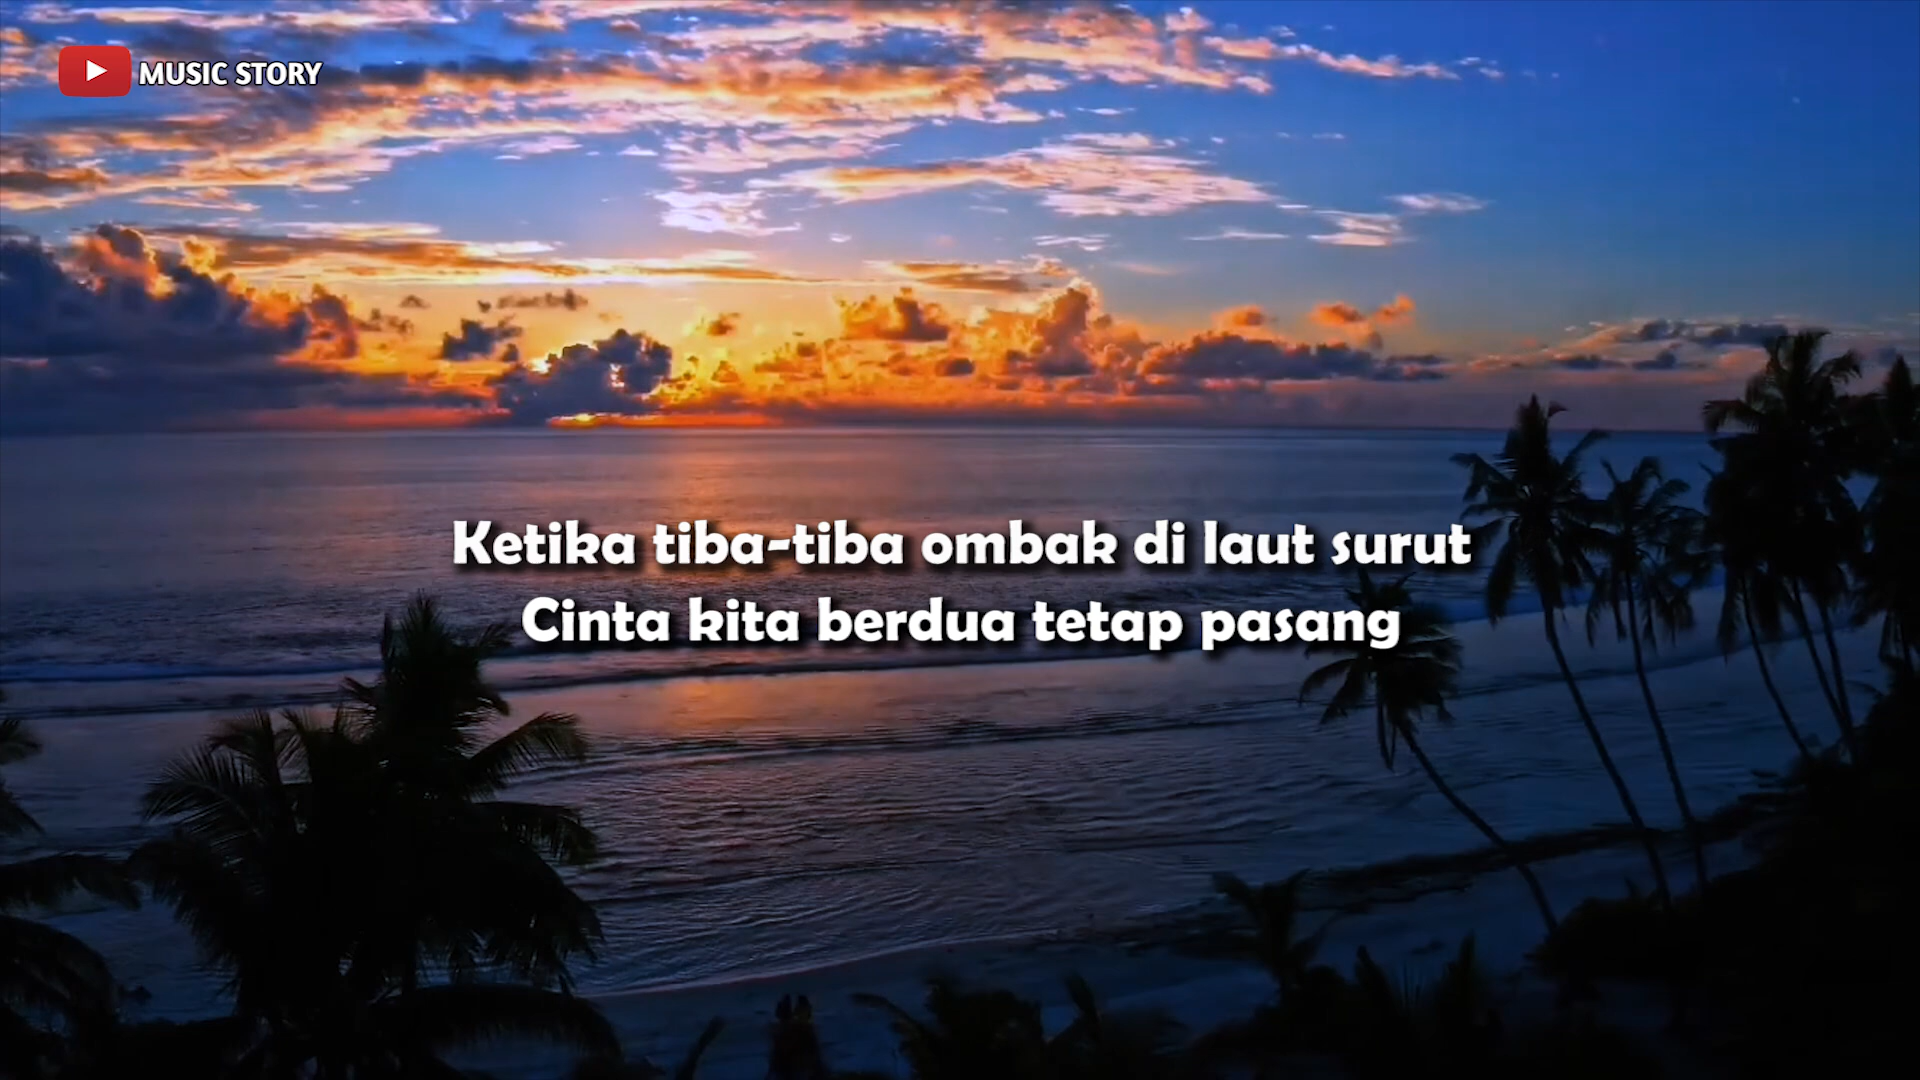 MUSIC STORY
Ketika tiba-tiba ombak di laut surut
Cinta kita berdua tetap pasang